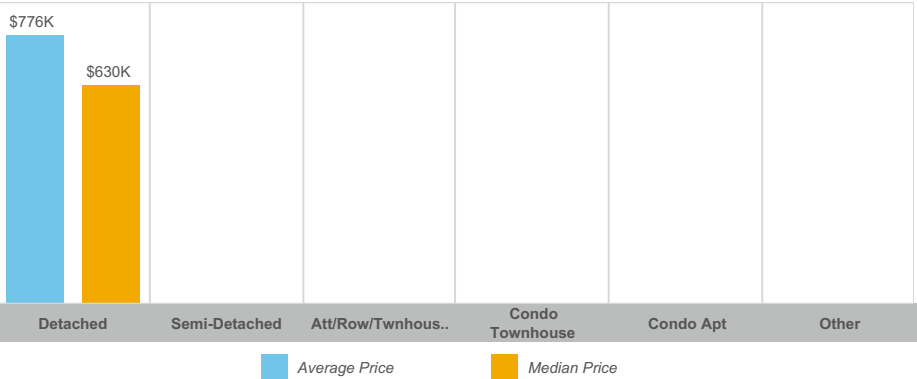 $776K
$630K
Detached
Semi-Detached
Att/Row/Twnhous..
Condo
Townhouse
Condo Apt
Other
Average Price
Median Price